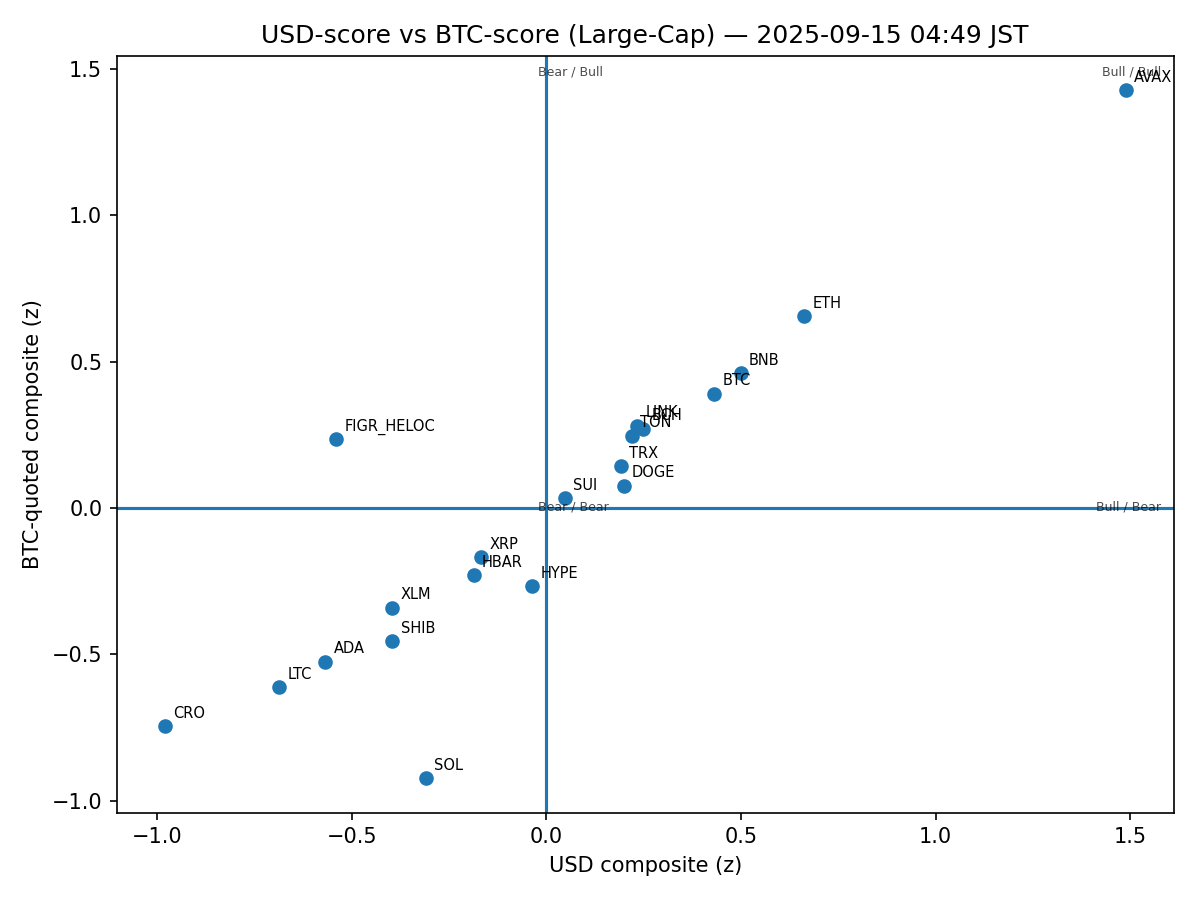 USD-score vs BTC-score (Large-Cap) — 2025-09-15 04:49 JST
1.5
Bear / Bull
Bull / Bull
AVAX
1.0
ETH
0.5
BNB
BTC
LINK
BCH
TON
FIGR_HELOC
TRX
DOGE
SUI
0.0
Bear / Bear
Bull / Bear
XRP
HBAR
HYPE
XLM
SHIB
−0.5
ADA
LTC
CRO
SOL
−1.0
−1.0
−0.5
0.0
0.5
1.0
1.5
USD composite (z)
BTC-quoted composite (z)